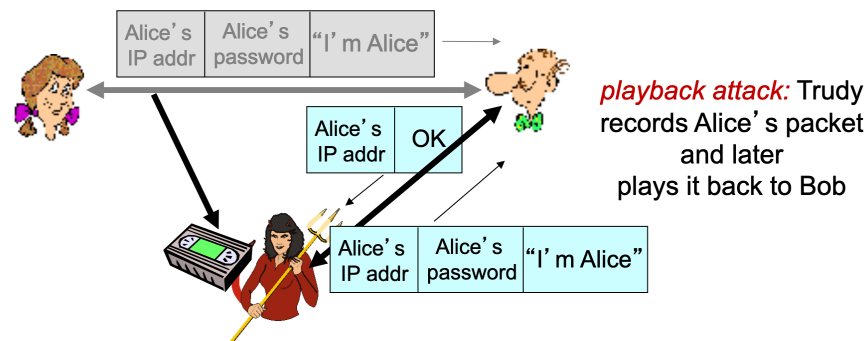 Alice’s
IP addr
Alice’s
password
“I’m Alice”
Alice’s
IP addr
OK
playback attack: Trudy
records Alice’s packet
and later
plays it back to Bob
Alice’s
IP addr
Alice’s
password
“I’m Alice”